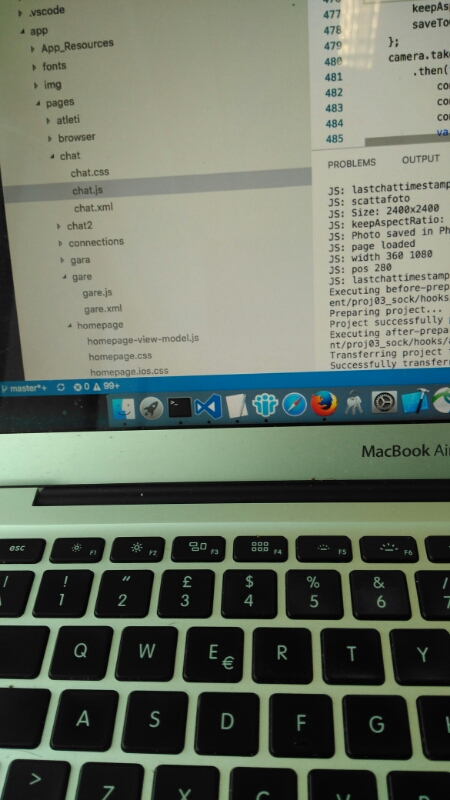 .vscode
app
App_Resources
fonts
img
pages
atleti
browser
chat
chat.css
chat.js
chat.xml
chat2
connections
gara
gare
gare.js
gare.xml
homepage
homepage-view-model.js
homepage.css
homepage.ios.css
master*+ 0 99+
477 keepAsp
478 saveTo
479 };
480 camera.take
481 .then(
482 co
483 co
484 co
485 va
PROBLEMS OUTPUT
JS: lastchattimestamp
JS: scattafoto
JS: Size: 2400x2400
JS: keepAspectRatio:
JS: Photo saved in Ph
JS: page loaded
JS: width 360 1080
JS: pos 280
JS: lastchattimestamp
Executing before-prep
ent/proj03_sock/hooks
Preparing project...
Project successfully p
Executing after-prepa
nt/proj03_sock/hooks/a
Transferring project
Successfully transfer
MacBook Air
esc F1 F2 F3 F4 F5 F6
! " £ $ % & /
1 2 3 4 5 6 7
Q W E € R T Y
A S D F G
> Z X C V